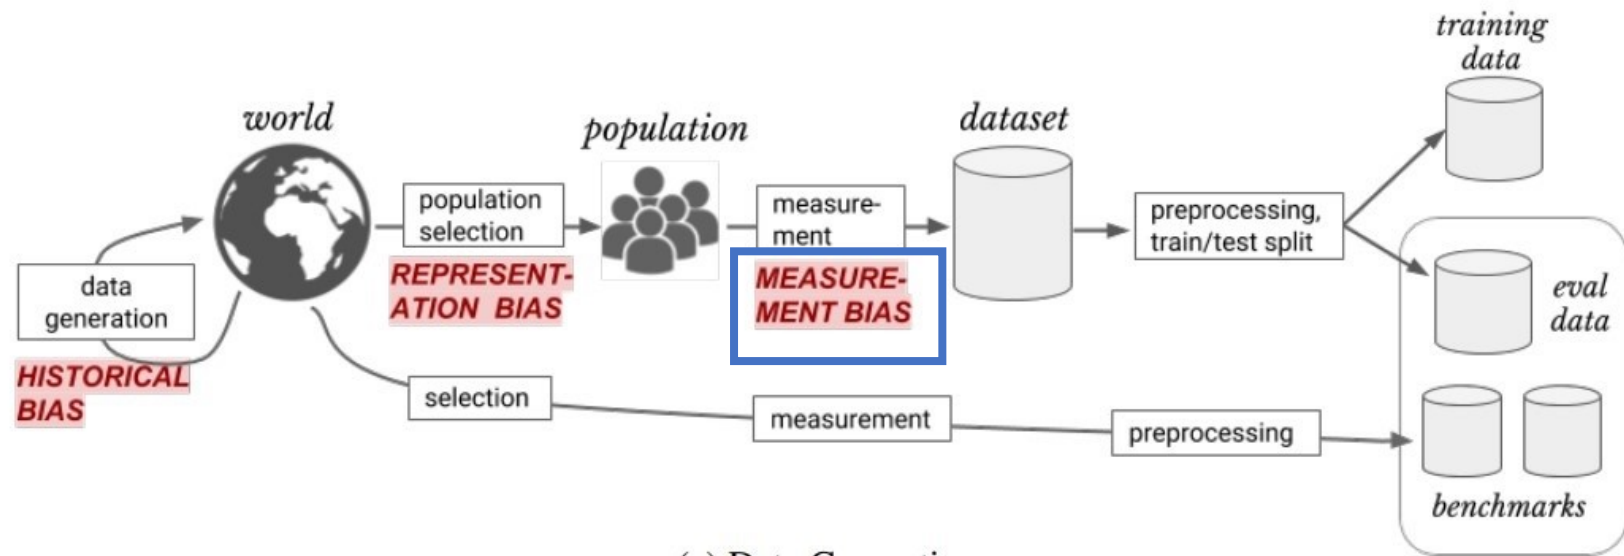 training
data
world
population
dataset
population
selection
measure-
ment
preprocessing,
train/test split
REPRESENT-
ATION BIAS
MEASURE-
MENT BIAS
data
generation
eval
data
HISTORICAL
BIAS
selection
measurement
preprocessing
benchmarks